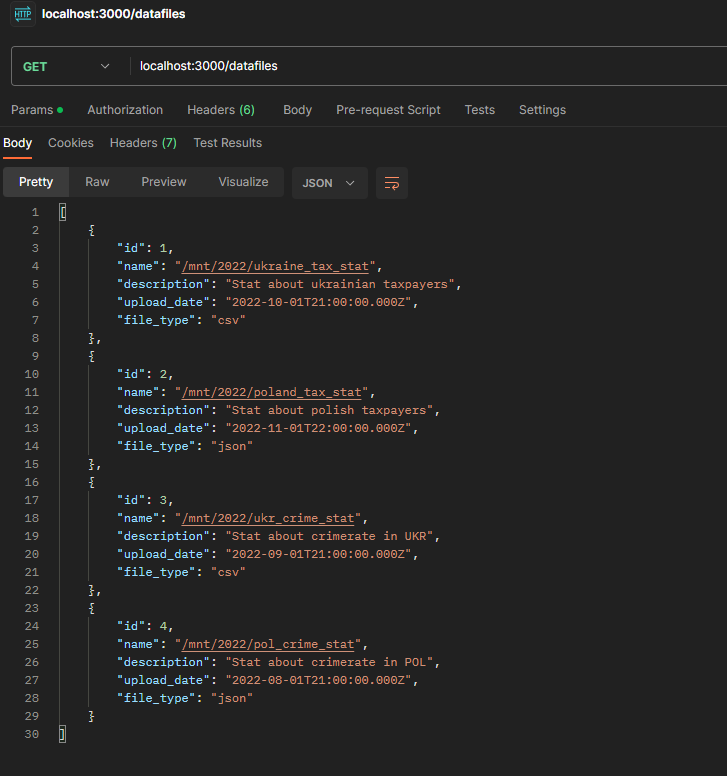 HTTP localhost:3000/datafiles
GET localhost:3000/datafiles
Params Authorization Headers (6) Body Pre-request Script Tests Settings
Body Cookies Headers (7) Test Results
Pretty Raw Preview Visualize JSON
1 [
2 {
3 "id": 1,
4 "name": "/mnt/2022/ukraine_tax_stat",
5 "description": "Stat about ukrainian taxpayers",
6 "upload_date": "2022-10-01T21:00:00.000Z",
7 "file_type": "csv"
8 },
9 {
10 "id": 2,
11 "name": "/mnt/2022/poland_tax_stat",
12 "description": "Stat about polish taxpayers",
13 "upload_date": "2022-11-01T22:00:00.000Z",
14 "file_type": "json"
15 },
16 {
17 "id": 3,
18 "name": "/mnt/2022/ukr_crime_stat",
19 "description": "Stat about crimerate in UKR",
20 "upload_date": "2022-09-01T21:00:00.000Z",
21 "file_type": "csv"
22 },
23 {
24 "id": 4,
25 "name": "/mnt/2022/pol_crime_stat",
26 "description": "Stat about crimerate in POL",
27 "upload_date": "2022-08-01T21:00:00.000Z",
28 "file_type": "json"
29 }
30 ]